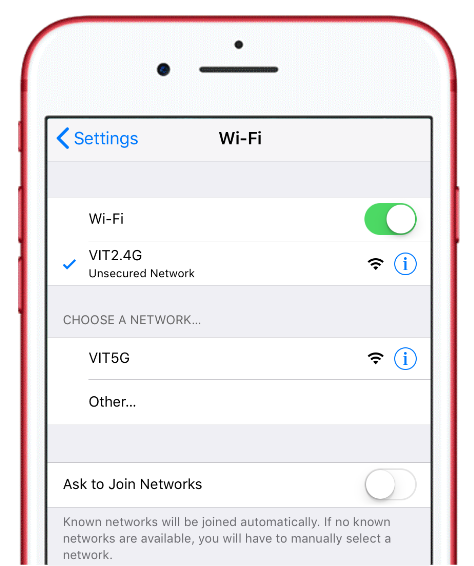 Settings
Wi-Fi
Wi-Fi
VIT2.4G
Unsecured Network
CHOOSE A NETWORK...
VIT5G
Other...
Ask to Join Networks
Known networks will be joined automatically. If no known
networks are available, you will have to manually select a
network.